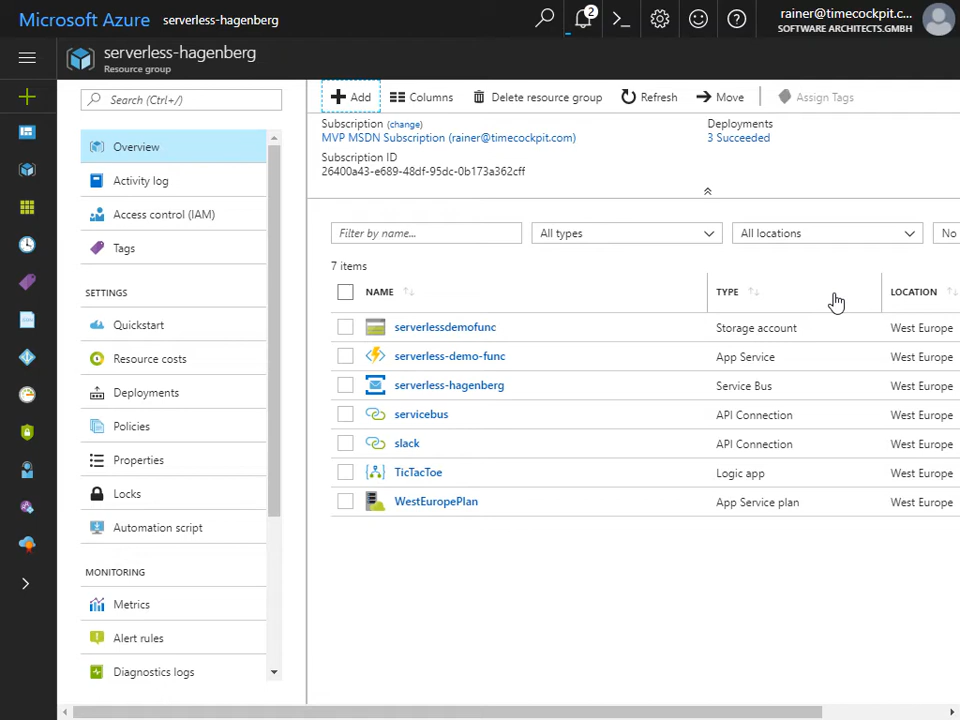 Microsoft Azure serverless-hagenberg
2
rainer@timecockpit.c...
SOFTWARE ARCHITECTS.GMBH
serverless-hagenberg
Resource group
Search (Ctrl+/)
Overview
Activity log
Access control (IAM)
Tags
SETTINGS
Quickstart
Resource costs
Deployments
Policies
Properties
Locks
Automation script
MONITORING
Metrics
Alert rules
Diagnostics logs
Add Columns Delete resource group Refresh Move Assign Tags
Subscription (change)
MVP MSDN Subscription (rainer@timecockpit.com)
Deployments
3 Succeeded
Subscription ID
26400a43-e689-48df-95dc-0b173a362cff
Filter by name... All types All locations No
7 items
NAME TYPE LOCATION
serverlessdemofunc Storage account West Europe
serverless-demo-func App Service West Europe
serverless-hagenberg Service Bus West Europe
servicebus API Connection West Europe
slack API Connection West Europe
TicTacToe Logic app West Europe
WestEuropePlan App Service plan West Europe